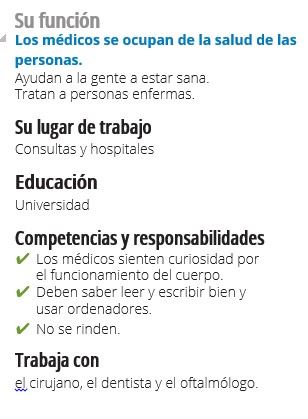 Su función
Los médicos se ocupan de la salud de las
personas.
Ayudan a la gente a estar sana.
Tratan a personas enfermas.
Su lugar de trabajo
Consultas y hospitales
Educación
Universidad
Competencias y responsabilidades
✔ Los médicos sienten curiosidad por
el funcionamiento del cuerpo.
✔ Deben saber leer y escribir bien y
usar ordenadores.
✔ No se rinden.
Trabaja con
el cirujano, el dentista y el oftalmólogo.